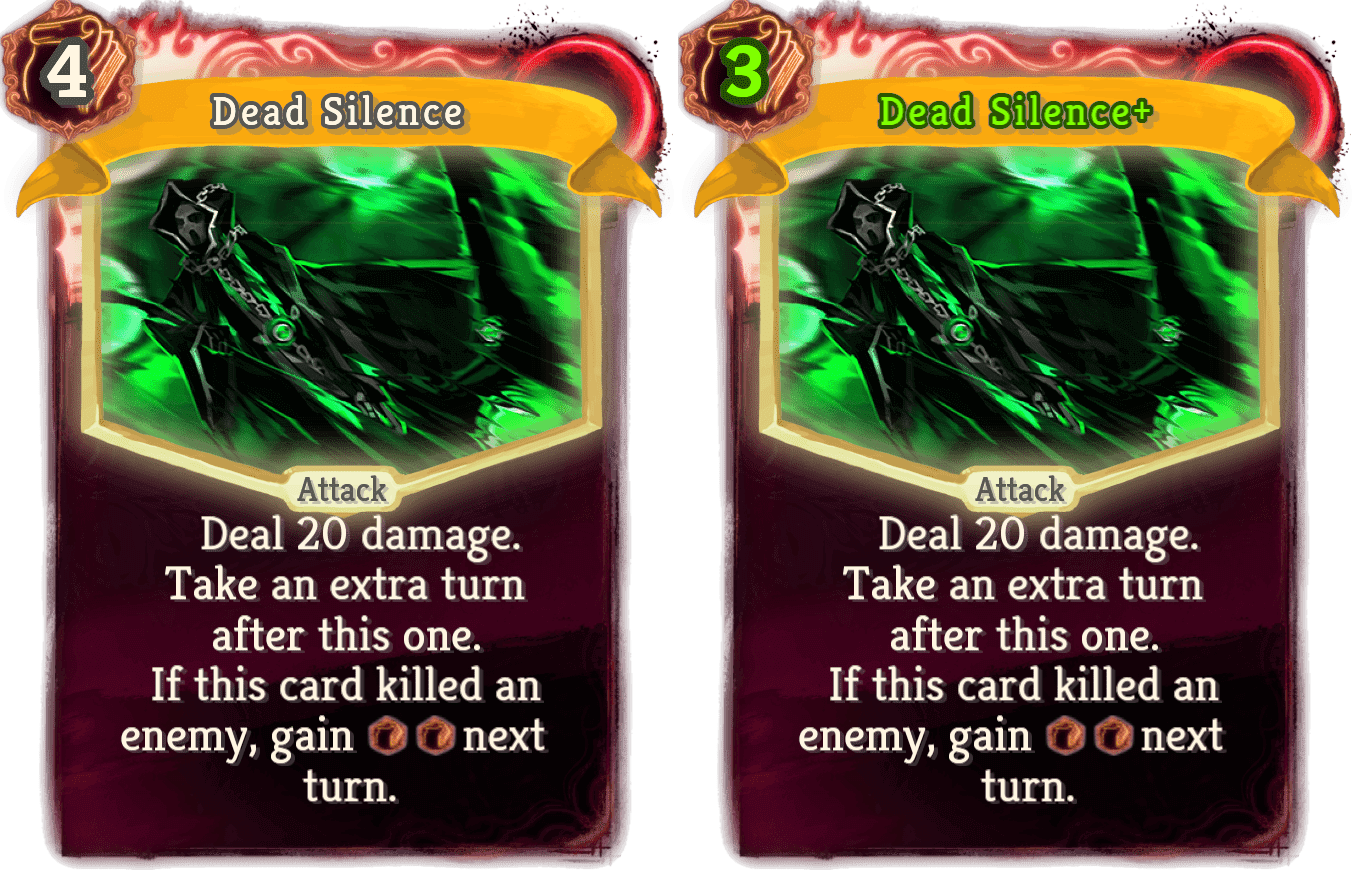 4
Dead Silence
Attack
Deal 20 damage.
Take an extra turn
after this one.
If this card killed an
enemy, gain next
turn.
3
Dead Silence+
Attack
Deal 20 damage.
Take an extra turn
after this one.
If this card killed an
enemy, gain next
turn.